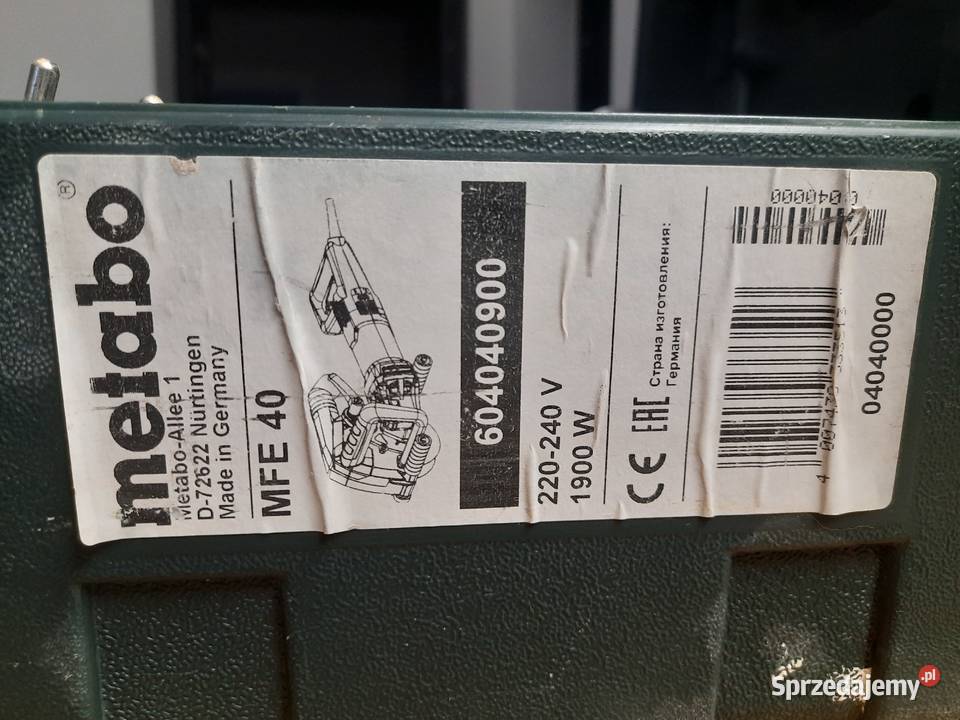 metabo
®
Metabo-Allee 1
D-72622 Nürtingen
Made in Germany
MFE 40
604040900
220-240 V
1900 W
CE EAC
Страна изготовления:
Германия
04040000
Sprzedajemy.pl